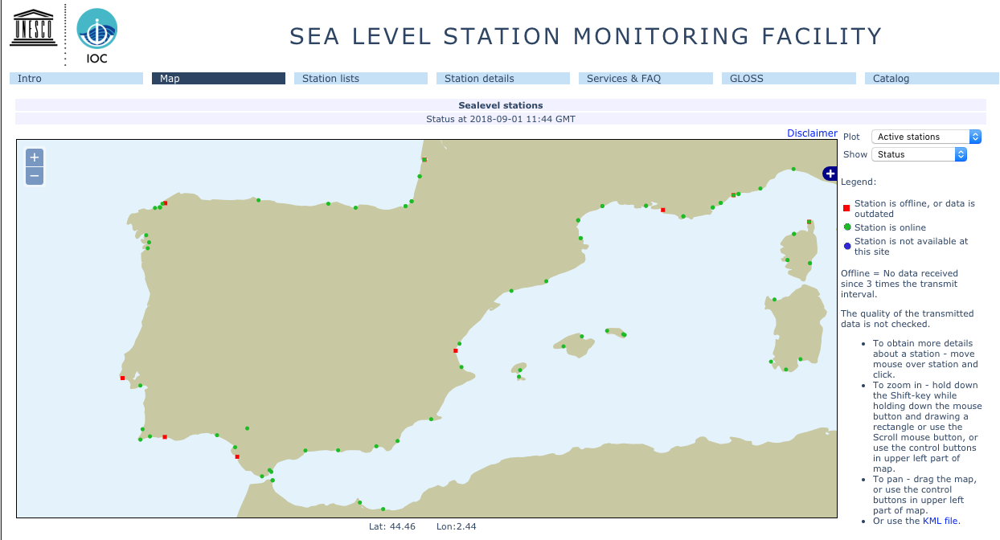 UNESCO
IOC
SEA LEVEL STATION MONITORING FACILITY
Intro
Map
Station lists
Station details
Services & FAQ
GLOSS
Catalog
Sealevel stations
Status at 2018-09-01 11:44 GMT
Disclaimer
Plot
Active stations
Show
Status
+
−
+
Legend:
Station is offline, or data is
outdated
Station is online
Station is not available at
this site
Offline = No data received
since 3 times the transmit
interval.
The quality of the transmitted
data is not checked.
• To obtain more details
about a station - move
mouse over station and
click.
• To zoom in - hold down
the Shift-key while
holding down the mouse
button and drawing a
rectangle or use the
Scroll mouse button, or
use the control buttons
in upper left part of
map.
• To pan - drag the map,
or use the control
buttons in upper left
part of map.
• Or use the KML file.
Lat: 44.46
Lon:2.44